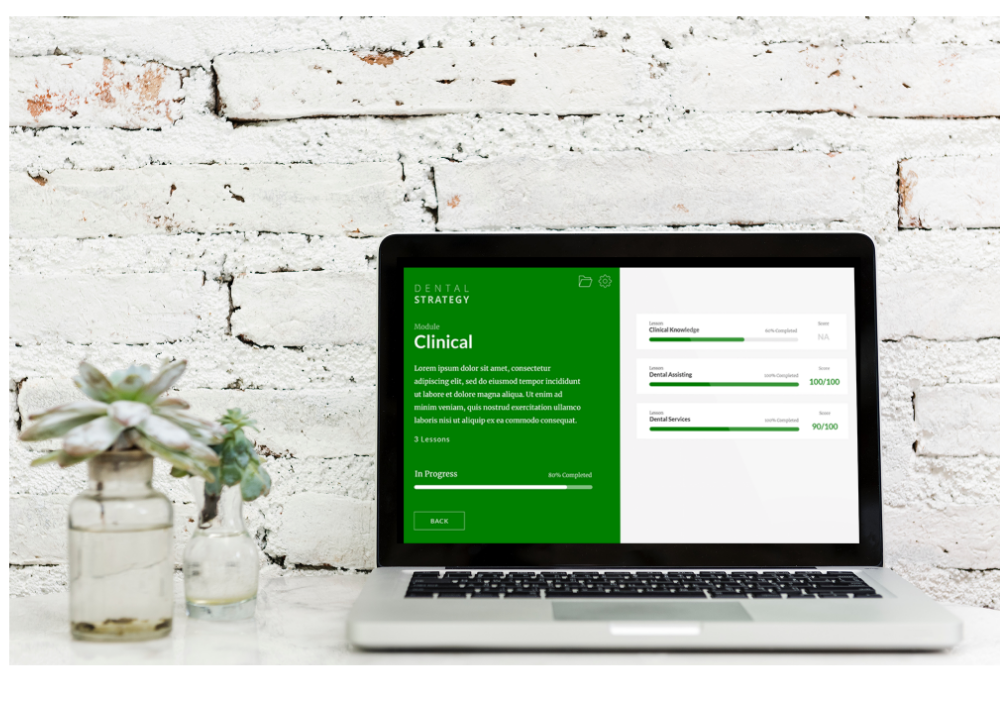 DENTAL
STRATEGY
Module
Clinical
Lorem ipsum dolor sit amet, consectetur
adipiscing elit, sed do eiusmod tempor incididunt
ut labore et dolore magna aliqua. Ut enim ad
minim veniam, quis nostrud exercitation ullamco
laboris nisi ut aliquip ex ea commodo consequat.
3 Lessons
In Progress
80% Completed
BACK
Lesson
Clinical Knowledge
Completed
Score
NA
Lesson
Dental Assisting
100% Completed
Score
100/100
Lesson
Dental Services
100% Completed
Score
90/100